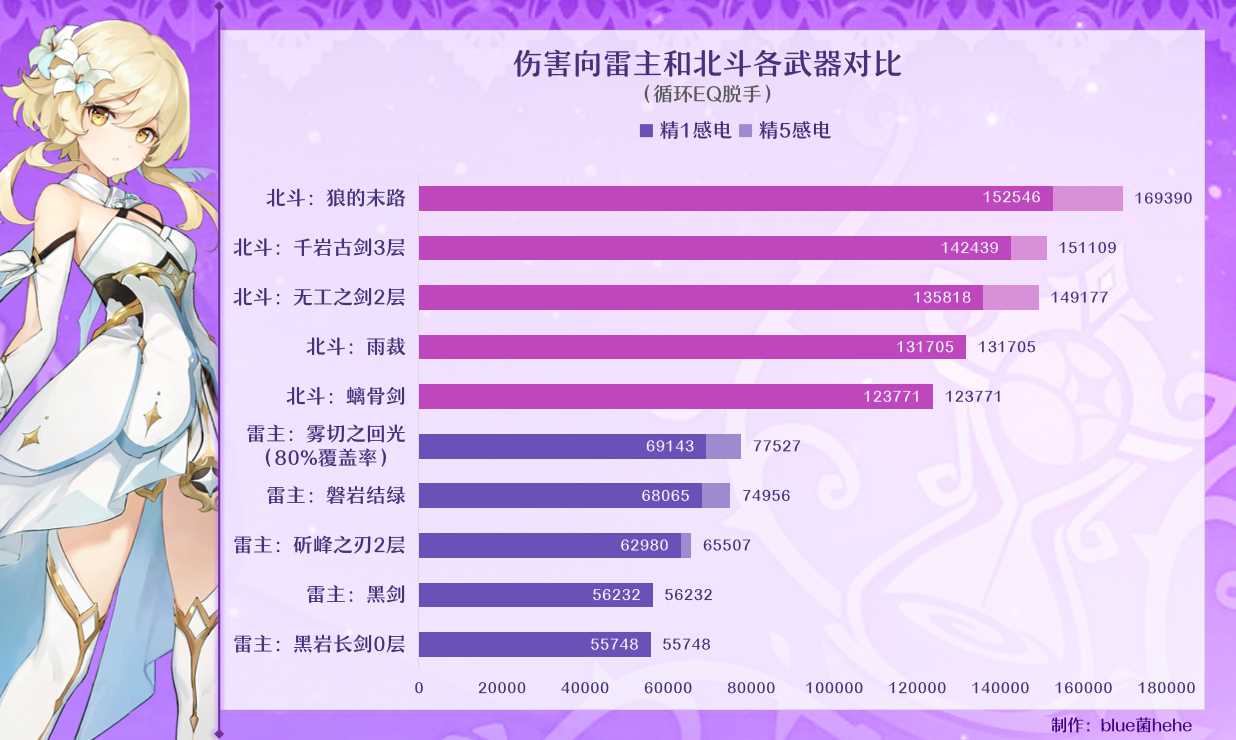 伤害向雷主和北斗各武器对比
（循环EQ脱手）
精1感电 精5感电
北斗：狼的末路 152546 169390
北斗：千岩古剑3层 142439 151109
北斗：无工之剑2层 135818 149177
北斗：雨裁 131705 131705
北斗：螭骨剑 123771 123771
雷主：雾切之回光
（80%覆盖率） 69143 77527
雷主：磐岩结绿 68065 74956
雷主：斫峰之刃2层 62980 65507
雷主：黑剑 56232 56232
雷主：黑岩长剑0层 55748 55748
0 20000 40000 60000 80000 100000 120000 140000 160000 180000
制作：blue菌hehe